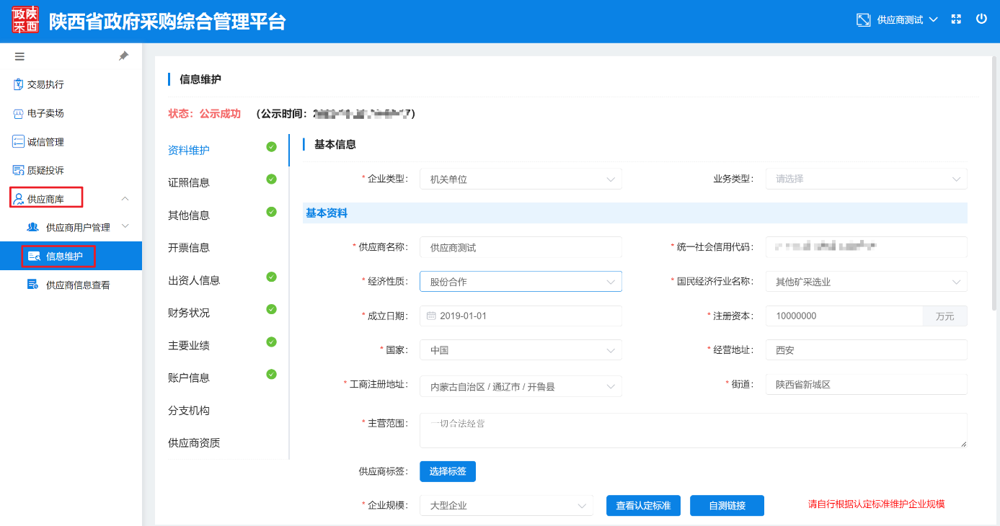 政陕
采西
陕西省政府采购综合管理平台
供应商测试
交易执行
电子卖场
诚信管理
质疑投诉
供应商库
供应商用户管理
信息维护
供应商信息查看
信息维护
状态：公示成功 （公示时间：
资料维护
证照信息
其他信息
开票信息
出资人信息
财务状况
主要业绩
账户信息
分支机构
供应商资质
基本信息
* 企业类型： 机关单位 业务类型： 请选择
基本资料
* 供应商名称： 供应商测试 * 统一社会信用代码：
* 经济性质： 股份合作 * 国民经济行业名称： 其他矿采选业
* 成立日期： 2019-01-01 * 注册资本： 10000000 万元
* 国家： 中国 * 经营地址： 西安
* 工商注册地址： 内蒙古自治区 / 通辽市 / 开鲁县 * 街道： 陕西省新城区
* 主营范围： 一切合法经营
供应商标签： 选择标签
* 企业规模： 大型企业 查看认定标准 自测链接 请自行根据认定标准维护企业规模